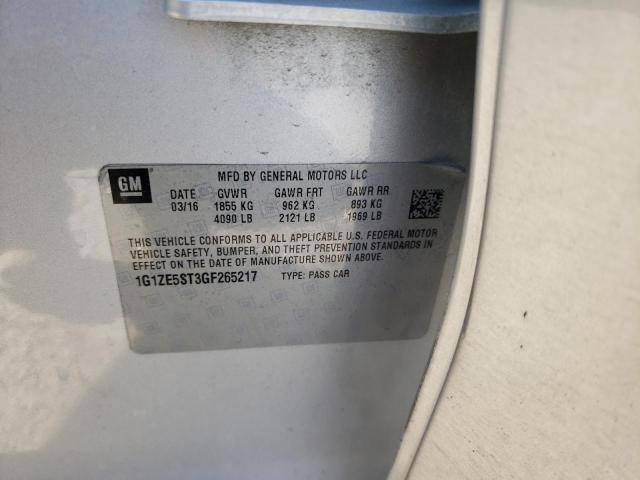 GM
MFD BY GENERAL MOTORS LLC
DATE GVWR GAWR FRT GAWR RR
03/16 1855 KG 962 KG 893 KG
4090 LB 2121 LB 1969 LB
THIS VEHICLE CONFORMS TO ALL APPLICABLE U.S. FEDERAL MOTOR
VEHICLE SAFETY, BUMPER, AND THEFT PREVENTION STANDARDS IN
EFFECT ON THE DATE OF MANUFACTURE SHOWN ABOVE.
1G1ZE5ST3GF265217 TYPE: PASS CAR